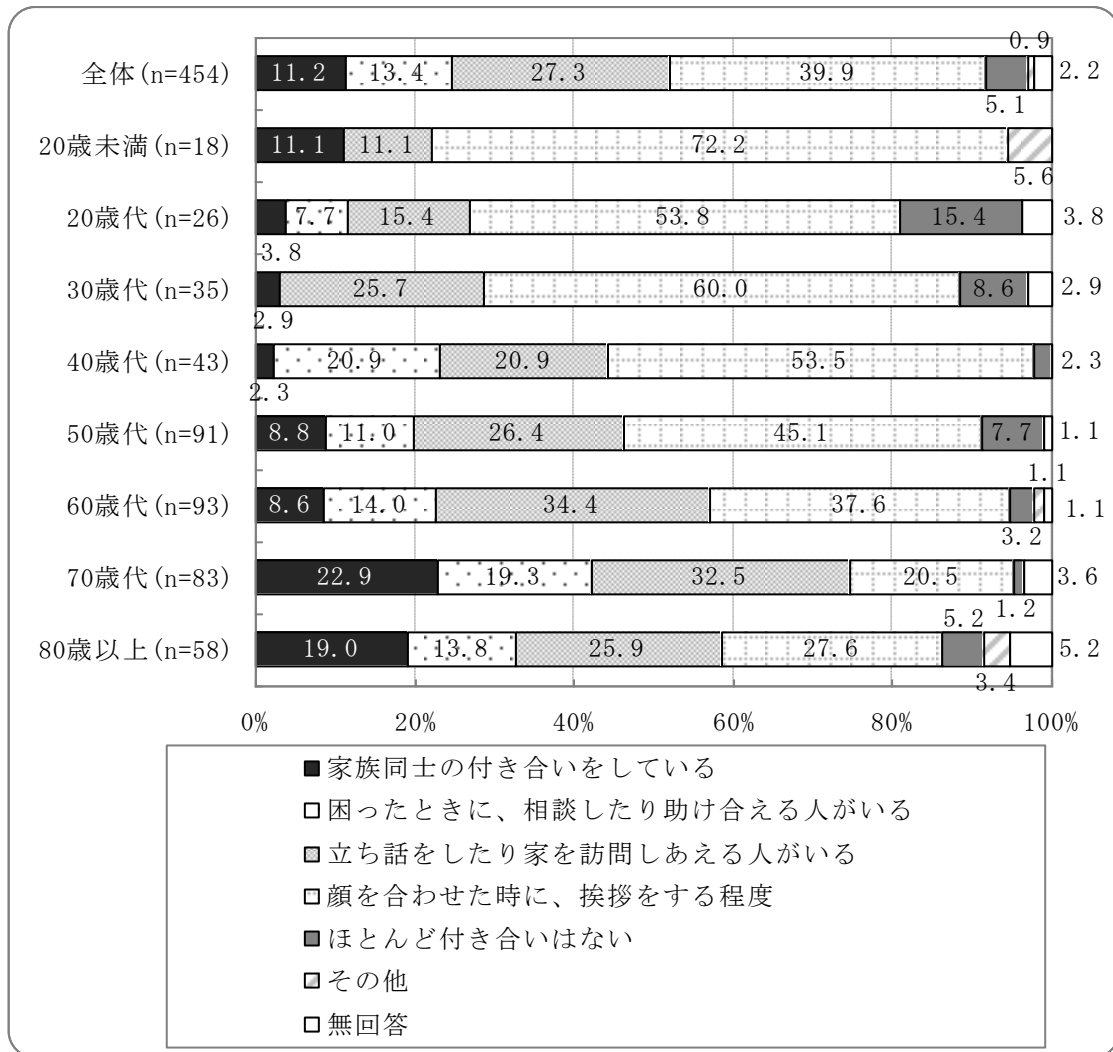 0.9
全体(n=454) 11.2 13.4 27.3 39.9 2.2
5.1
20歳未満(n=18) 11.1 11.1 72.2
5.6
20歳代(n=26) 7.7 15.4 53.8 15.4 3.8
3.8
30歳代(n=35) 25.7 60.0 8.6 2.9
2.9
40歳代(n=43) 20.9 20.9 53.5 2.3
2.3
50歳代(n=91) 8.8 11.0 26.4 45.1 7.7 1.1
1.1
60歳代(n=93) 8.6 14.0 34.4 37.6 1.1
3.2
70歳代(n=83) 22.9 19.3 32.5 20.5 3.6
1.2
5.2
80歳以上(n=58) 19.0 13.8 25.9 27.6 5.2
3.4
0% 20% 40% 60% 80% 100%
家族同士の付き合いをしている
困ったときに、相談したり助け合える人がいる
立ち話をしたり家を訪問しあえる人がいる
顔を合わせた時に、挨拶をする程度
ほとんど付き合いはない
その他
無回答